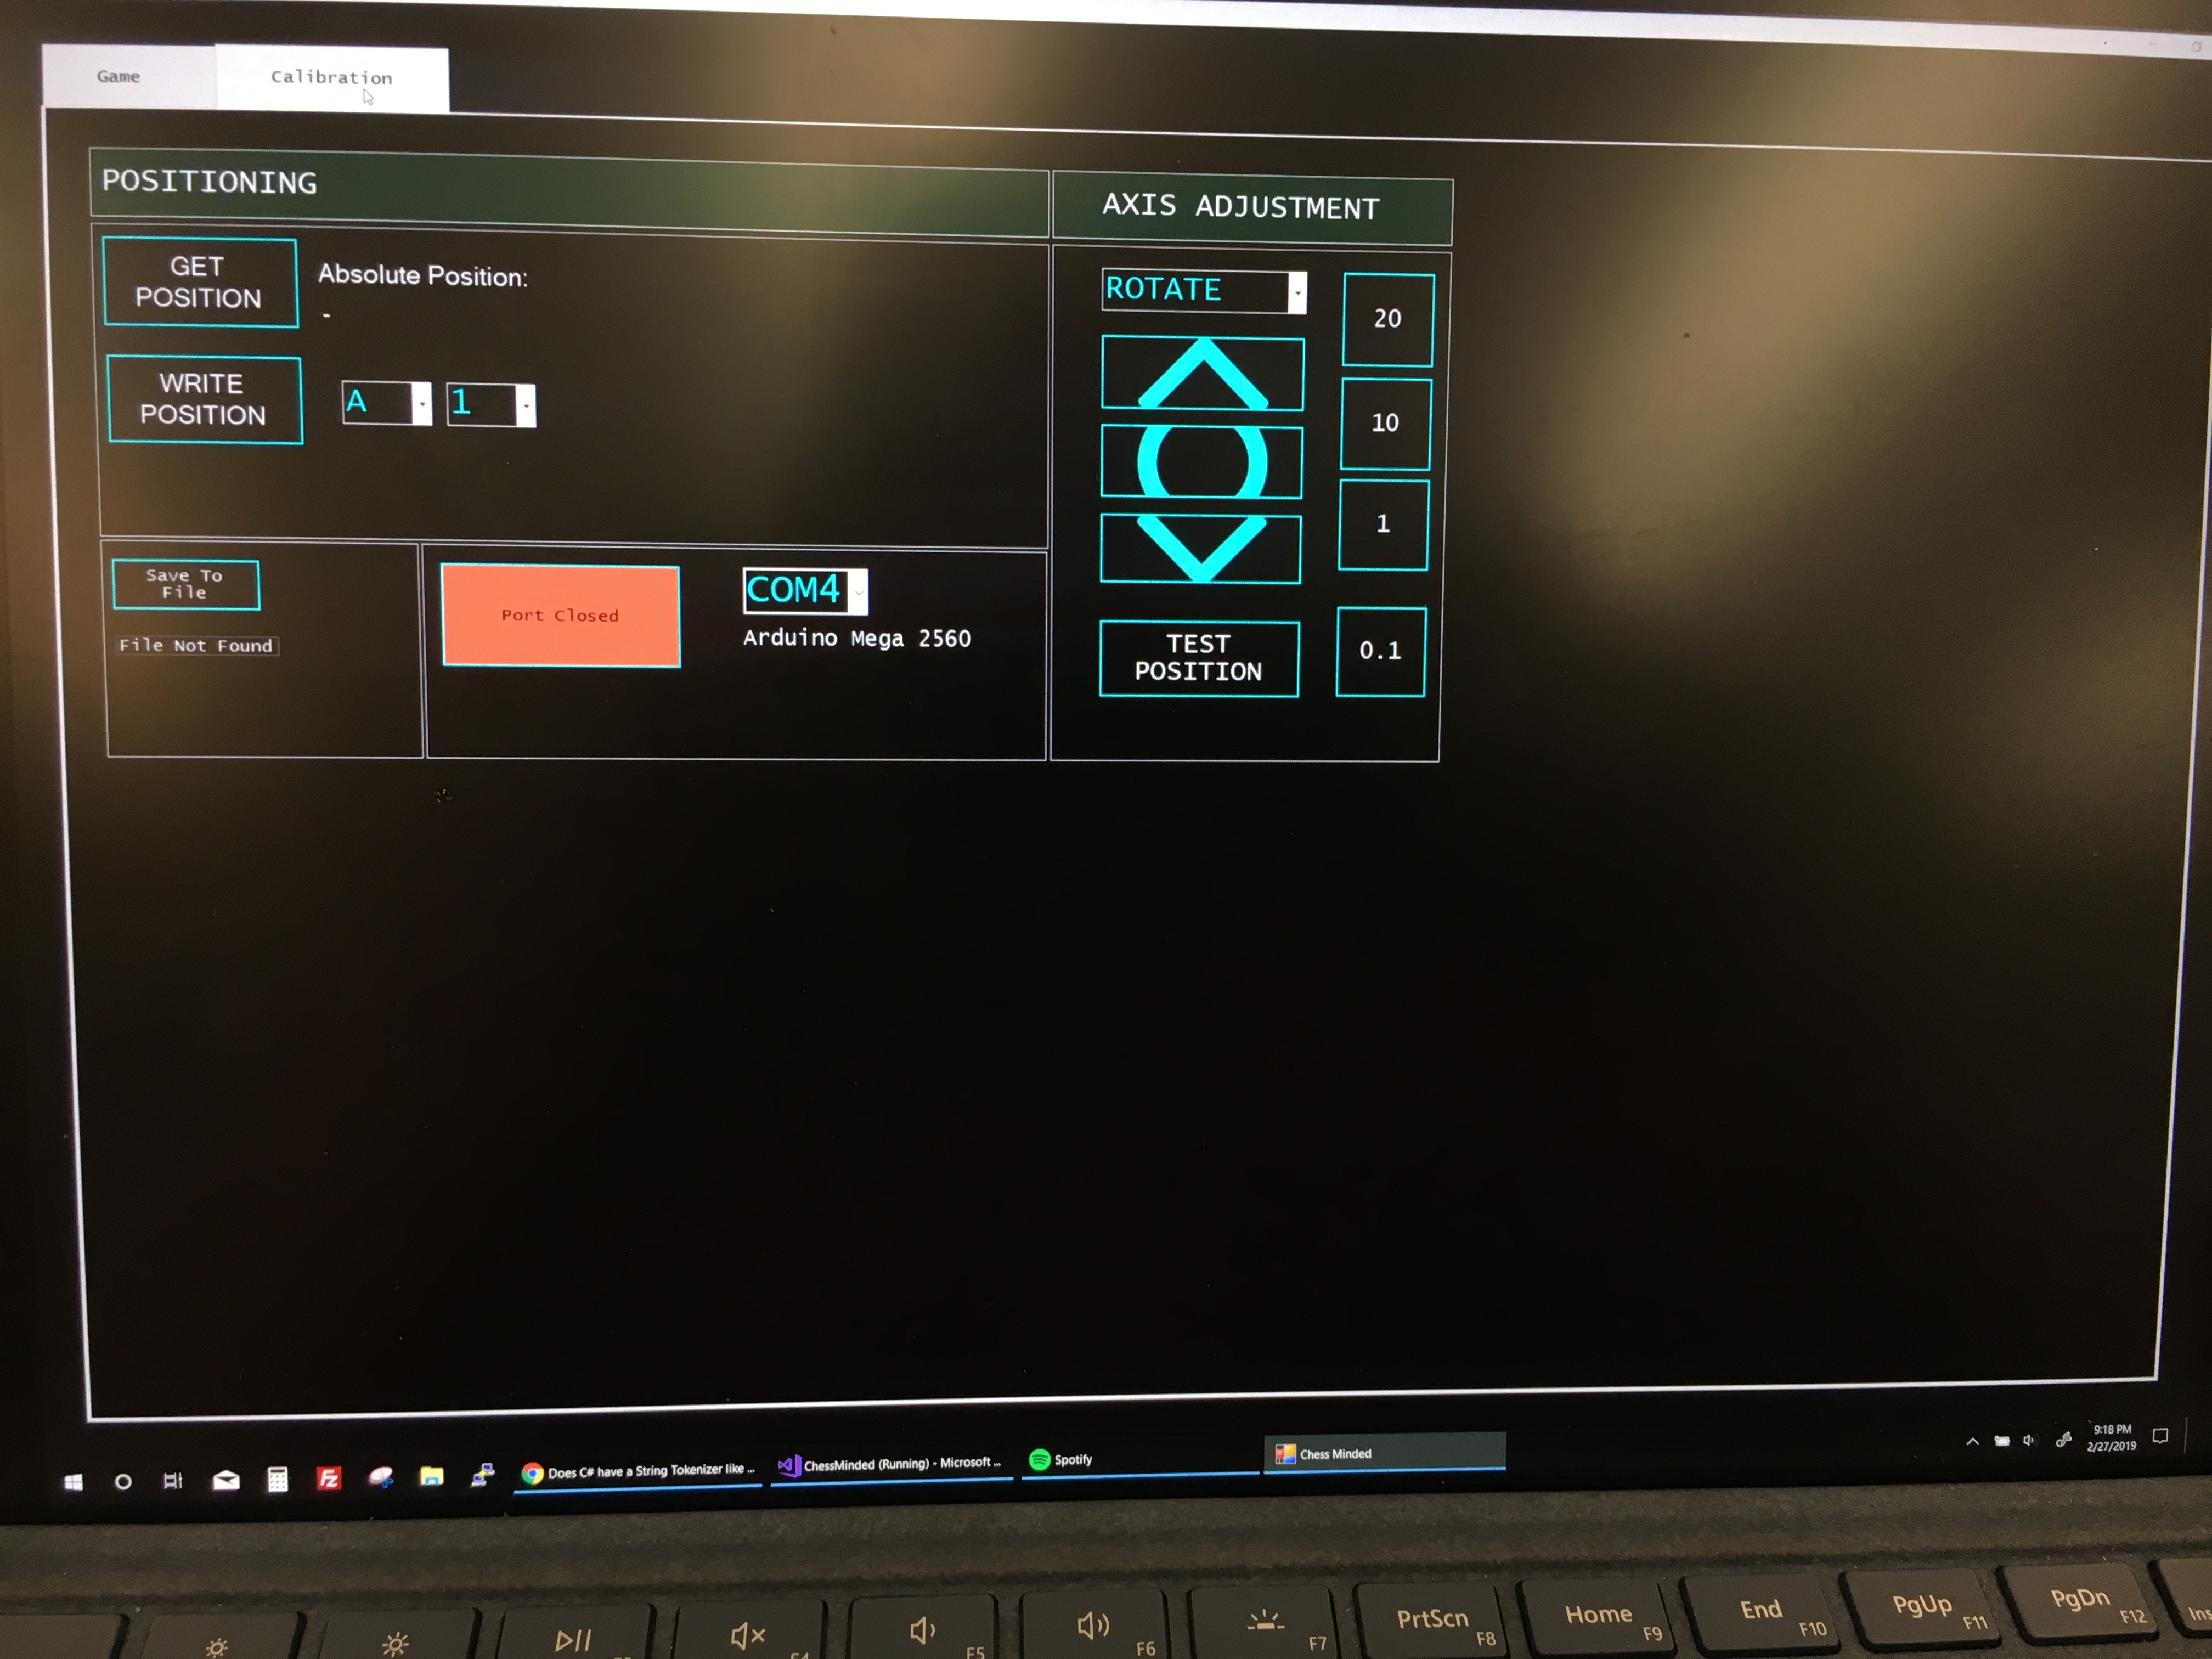 Game
Calibration
POSITIONING
AXIS ADJUSTMENT
GET
POSITION
Absolute Position:
-
ROTATE
20
WRITE
POSITION
A
1
10
1
Save To
File
File Not Found
Port Closed
COM4
Arduino Mega 2560
TEST
POSITION
0.1
Fz
Does C# have a String Tokenizer like ...
ChessMinded (Running) - Microsoft ...
Spotify
Chess Minded
9:18 PM
2/27/2019
F5
F6
F7
PrtScn
F8
Home
F9
End
F10
PgUp
F11
PgDn
F12
Ins